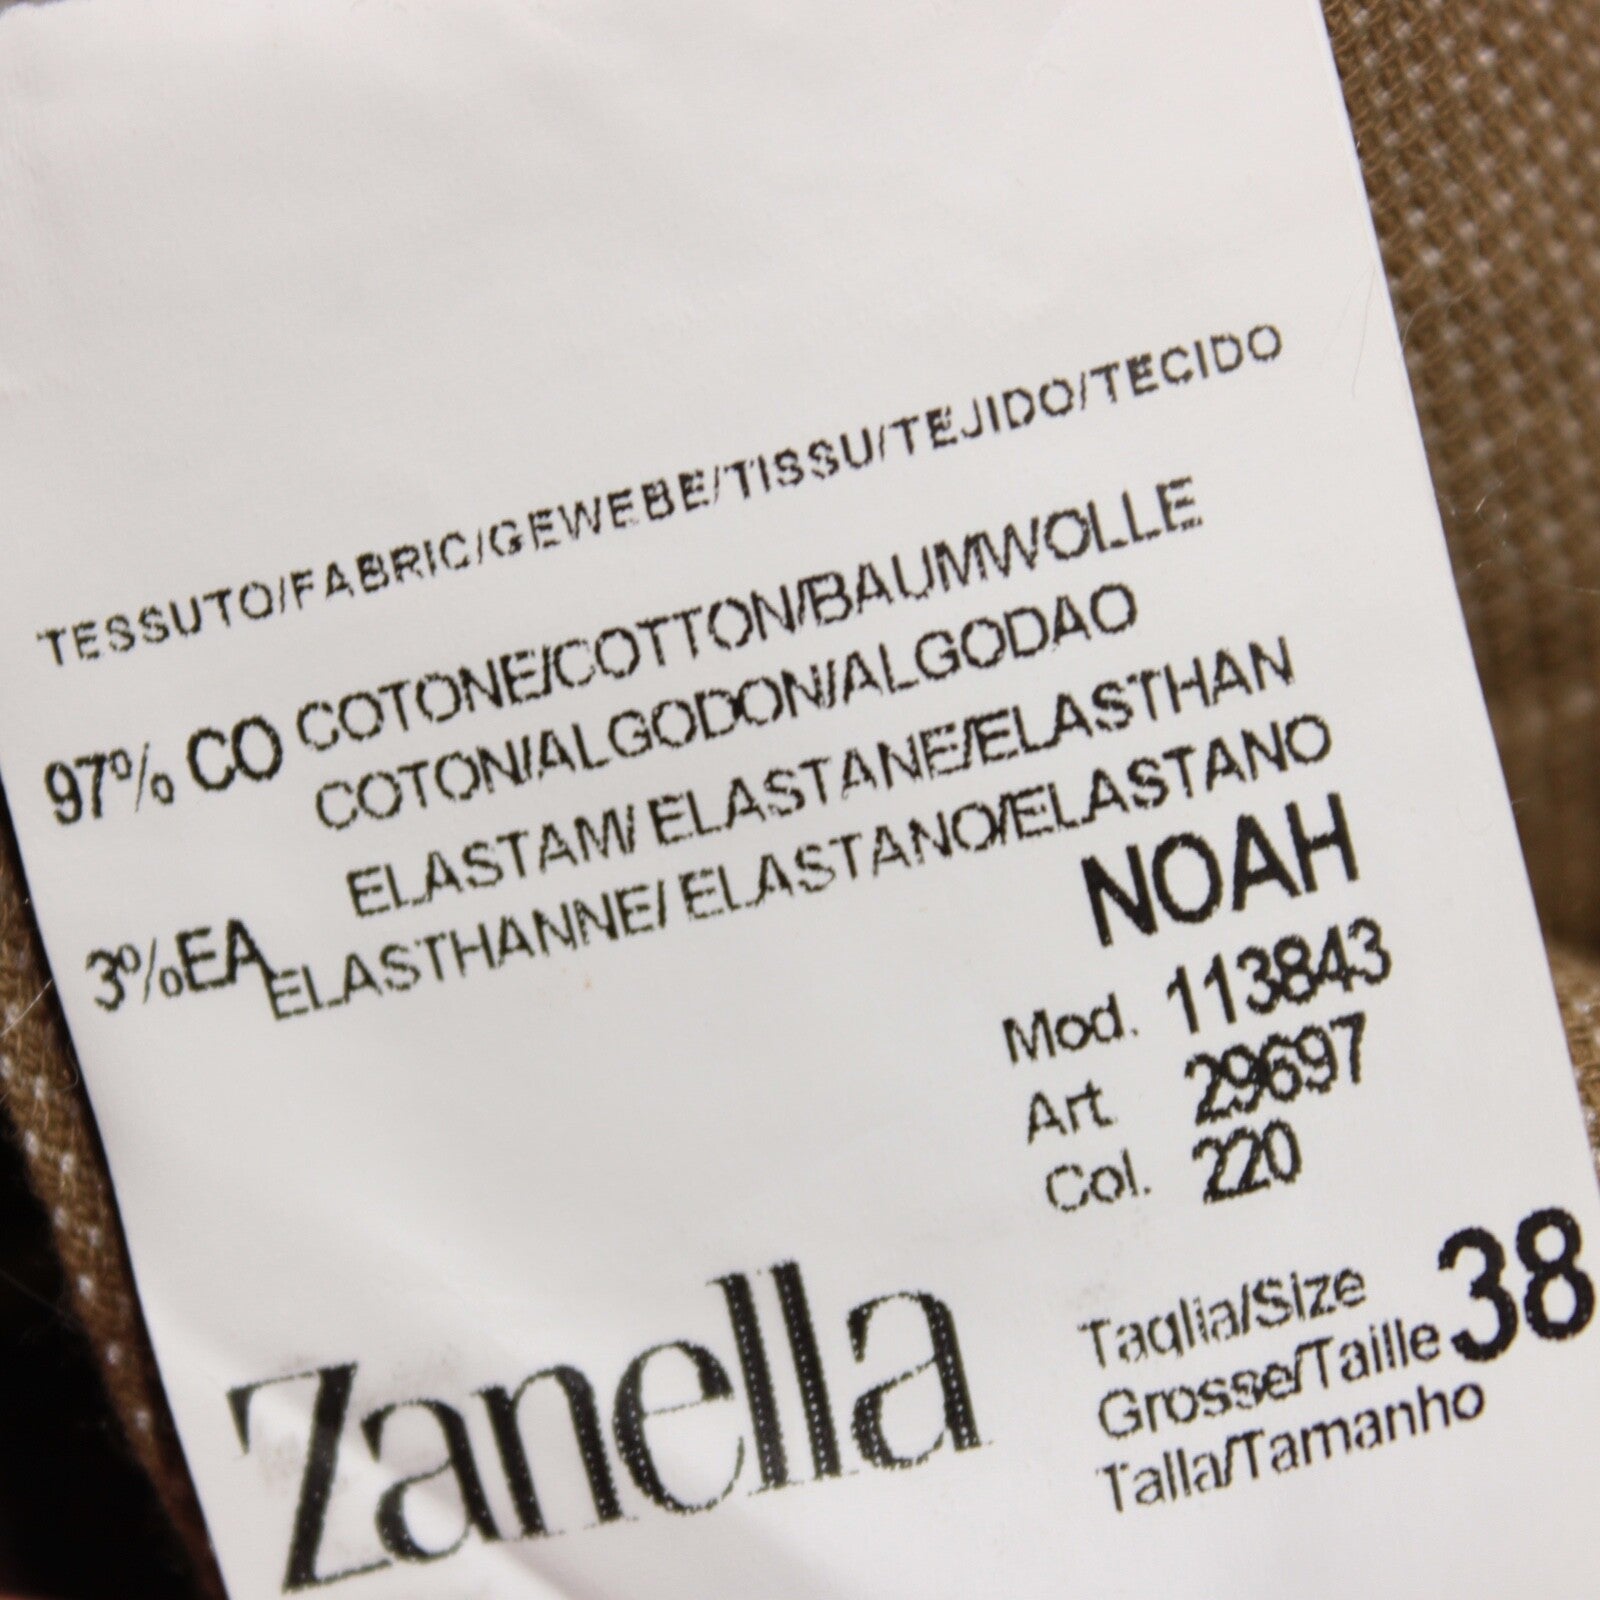 TESSUTO/FABRIC/GEWEBE/TISSU/TEJIDO/TECIDO
97% CO COTONE/COTTON/BAUMWOLLE
COTON/ALGODON/ALGODAO
ELASTAM/ ELASTANE/ELASTHAN
3%EA ELASTHANNE/ ELASTANO/ELASTANO
NOAH
Mod. 113843
Art. 29697
Col. 220
Zanella
Taglia/Size
Grosse/Taille 38
Talla/Tamanho